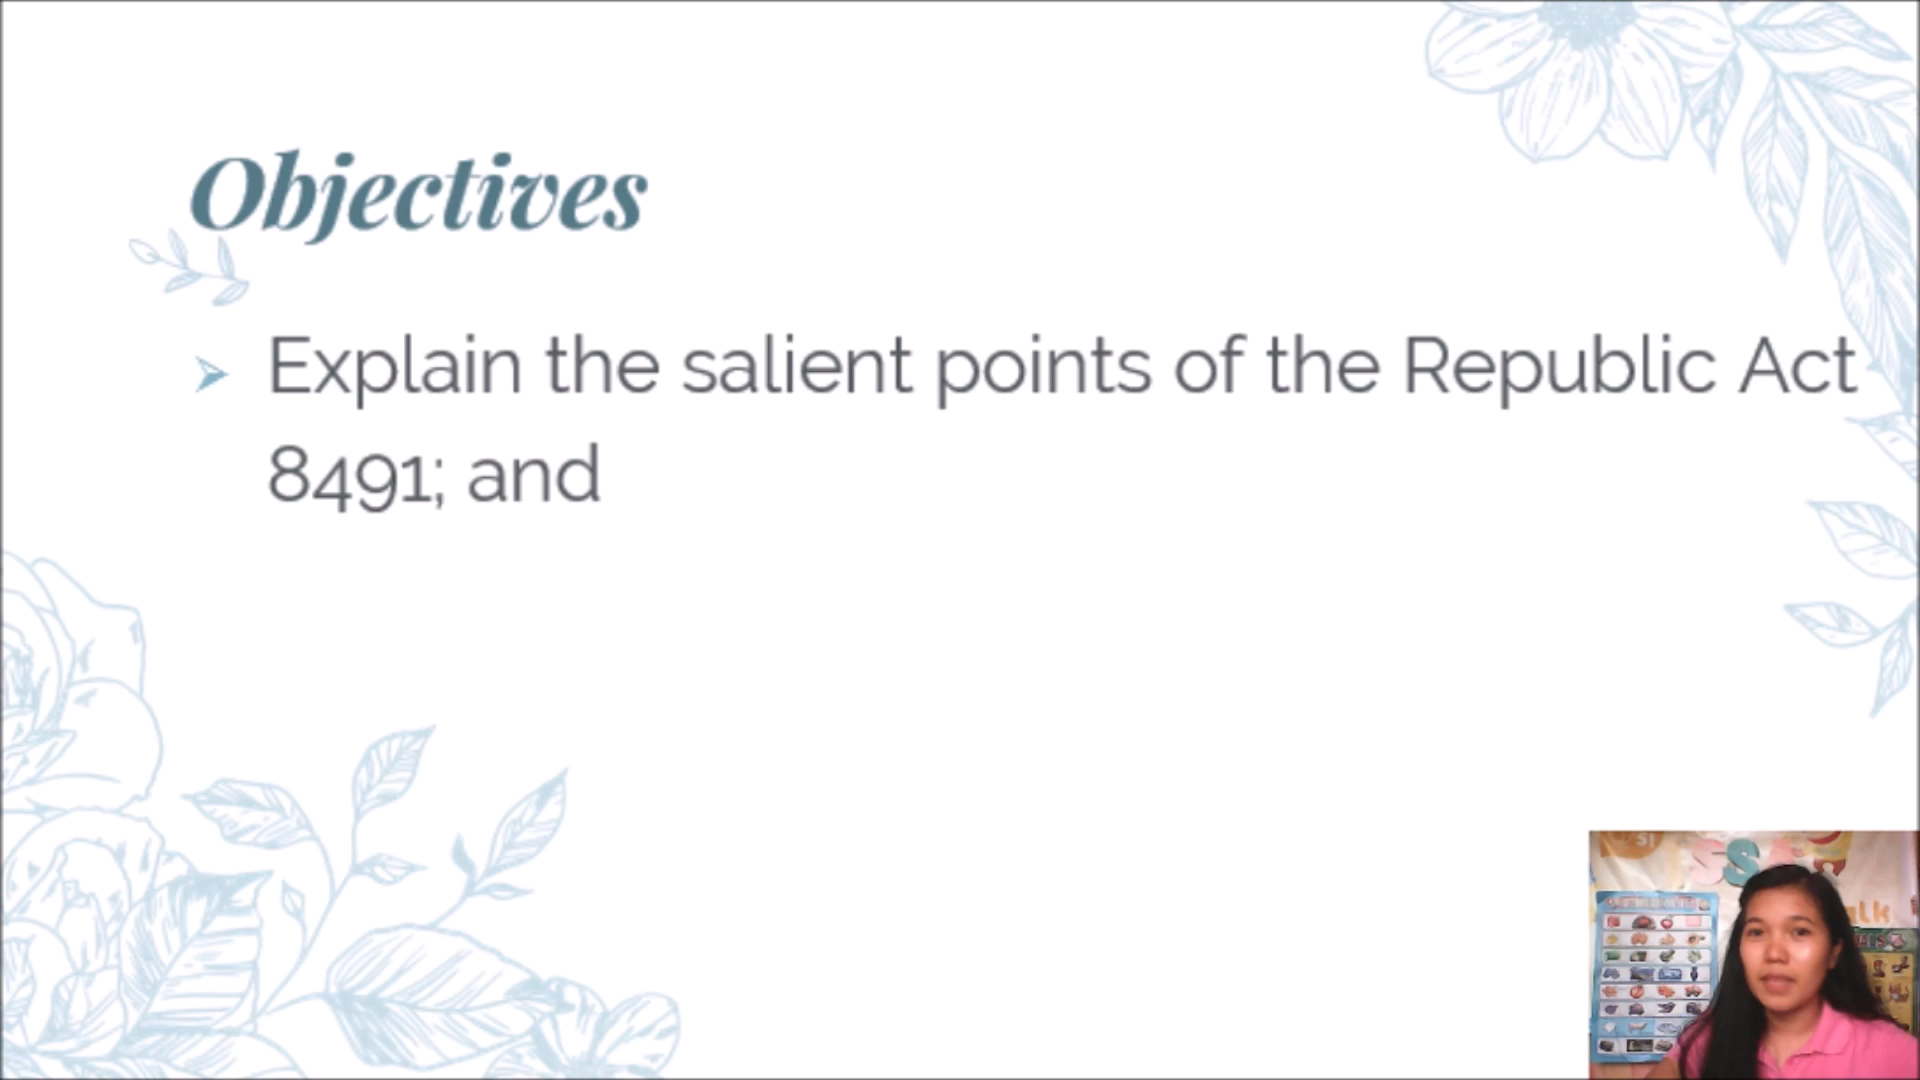 Objectives
Explain the salient points of the Republic Act
8491; and